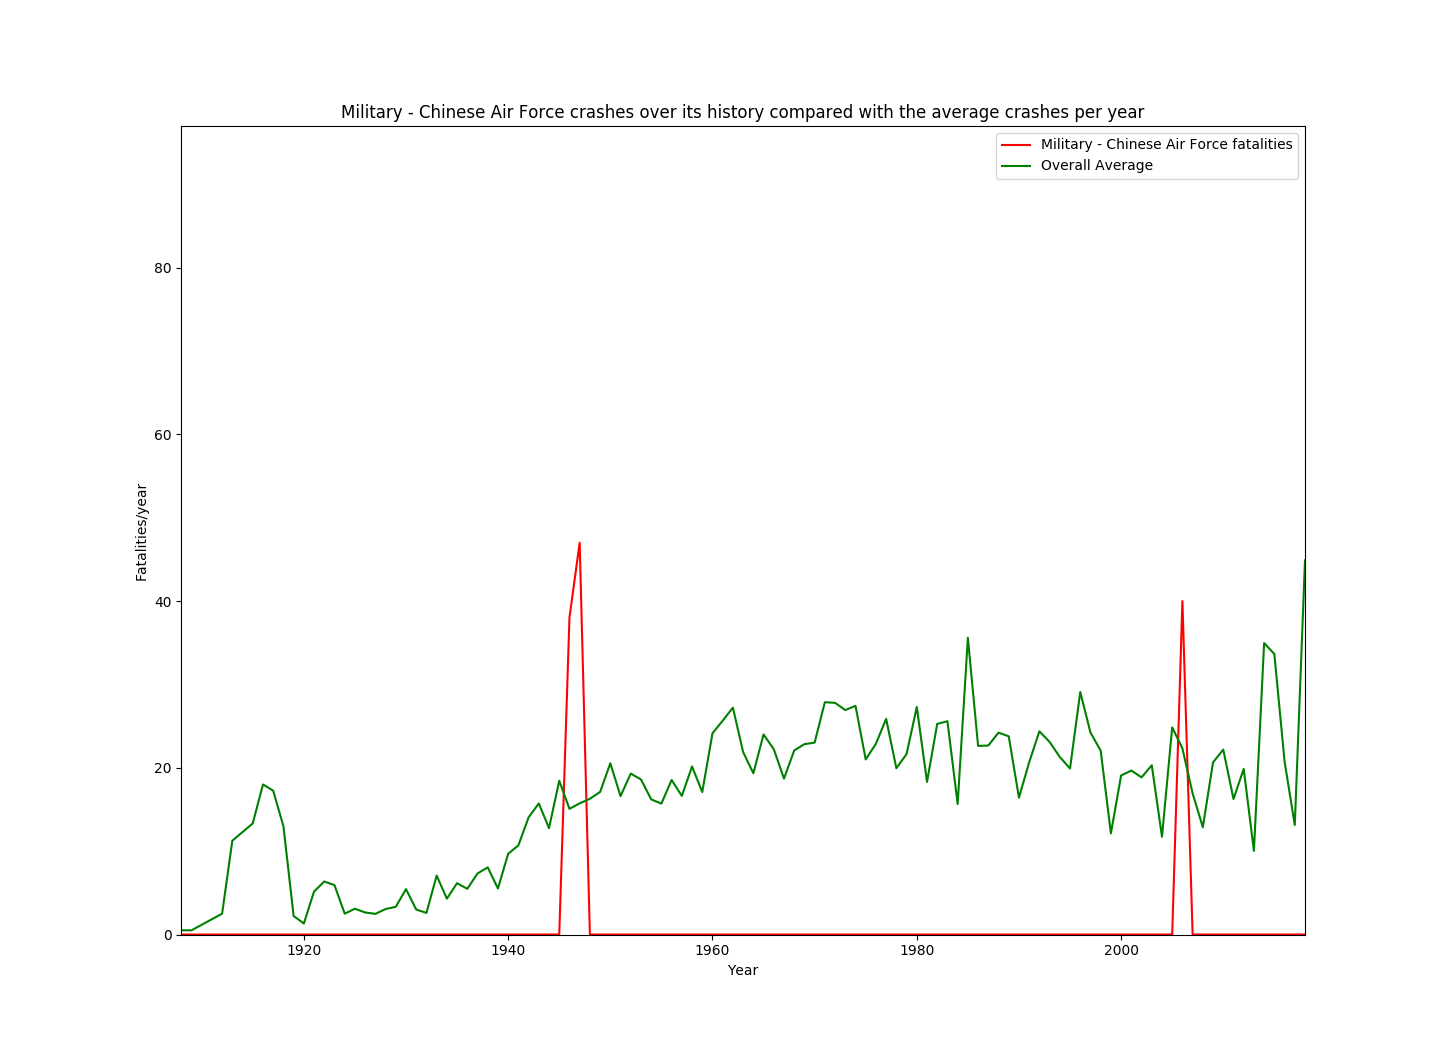 Military - Chinese Air Force crashes over its history compared with the average crashes per year
Military - Chinese Air Force fatalities
Overall Average
80
60
40
20
0
Fatalities/year
1920
1940
1960
1980
2000
Year